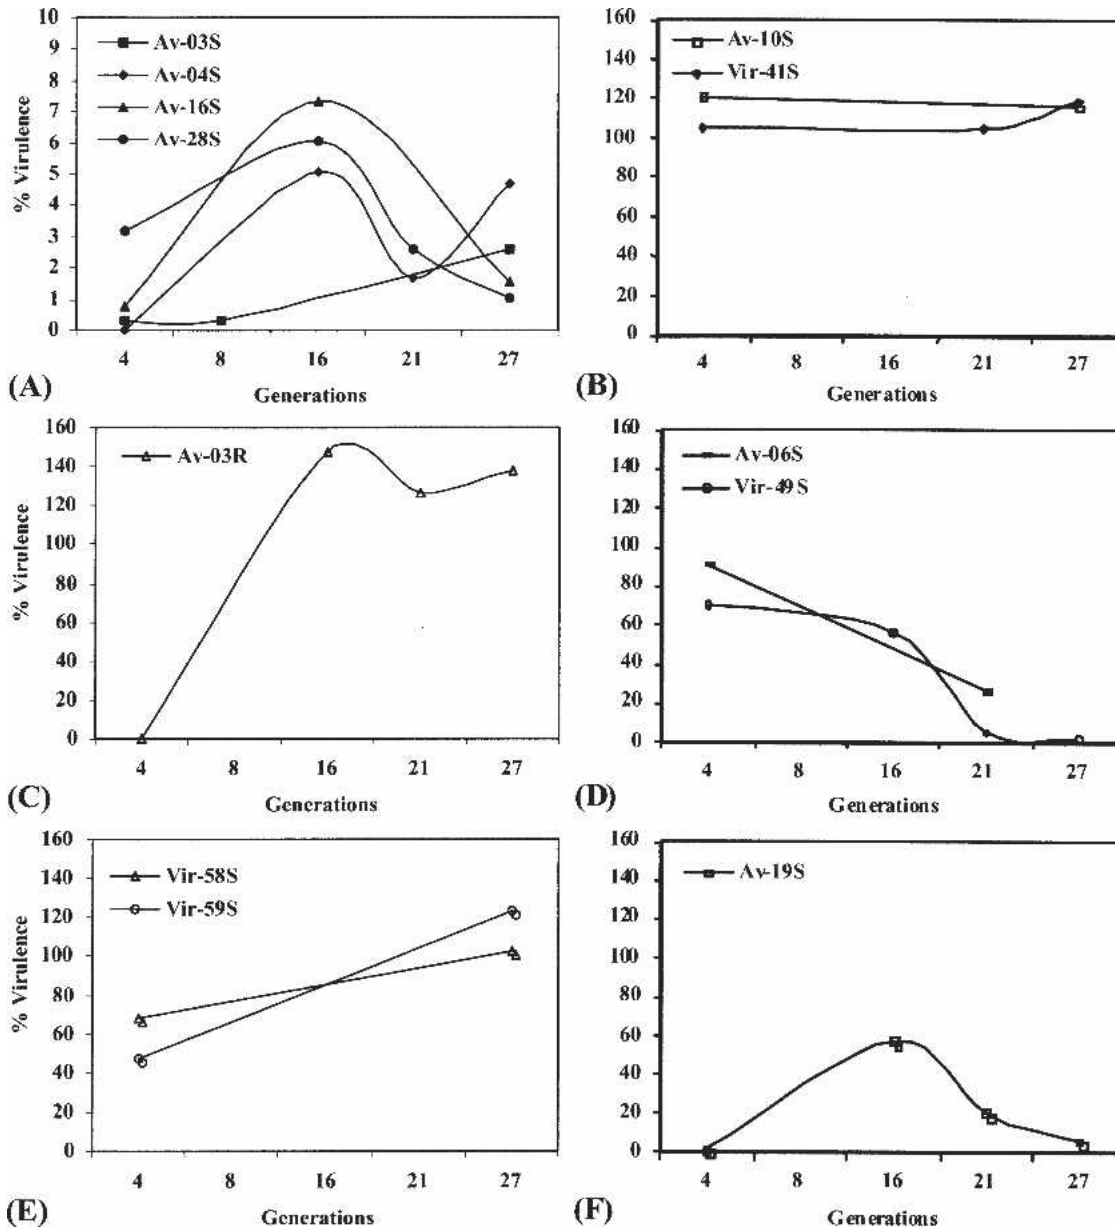 10
9
8
7
6
5
4
3
2
1
0
% Virulence
Av-03S
Av-04S
Av-16S
Av-28S
4 8 16 21 27
Generations
(A)
160
140
120
100
80
60
40
20
0
Av-10S
Vir-41S
4 8 16 21 27
Generations
(B)
160
140
120
100
80
60
40
20
0
% Virulence
Av-03R
4 8 16 21 27
Generations
(C)
160
140
120
100
80
60
40
20
0
Av-06S
Vir-49S
4 8 16 21 27
Generations
(D)
160
140
120
100
80
60
40
20
0
% Virulence
Vir-58S
Vir-59S
4 8 16 21 27
Generations
(E)
160
140
120
100
80
60
40
20
0
Av-19S
4 8 16 21 27
Generations
(F)